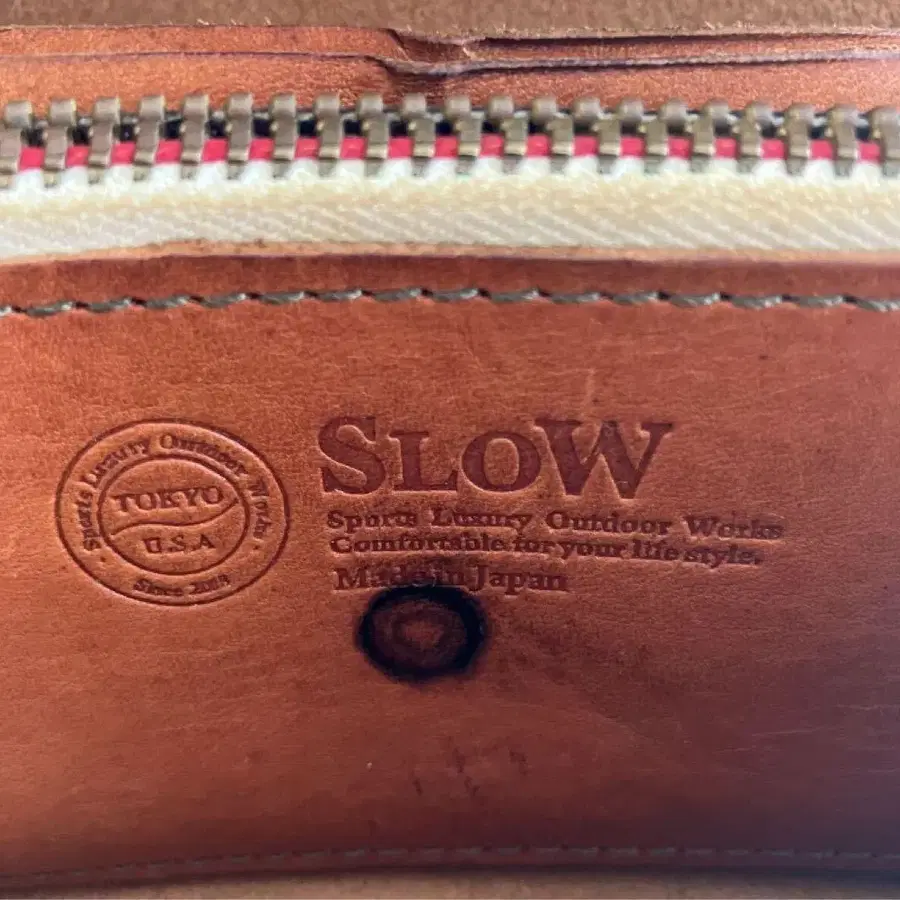 Sports Luxury Outdoor Works
TOKYO
U.S.A
Since
SLOW
Sports Luxury Outdoor Works
Comfortable for your life style.
Made in Japan